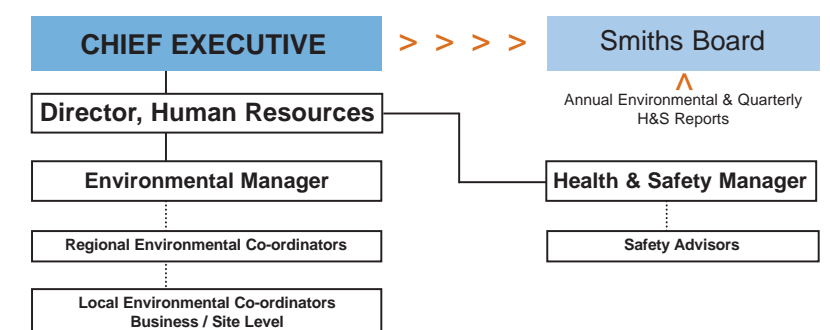 CHIEF EXECUTIVE > > > > Smiths Board
^
Annual Environmental & Quarterly
H&S Reports
Director, Human Resources
Environmental Manager
Health & Safety Manager
Regional Environmental Co-ordinators
Safety Advisors
Local Environmental Co-ordinators
Business / Site Level